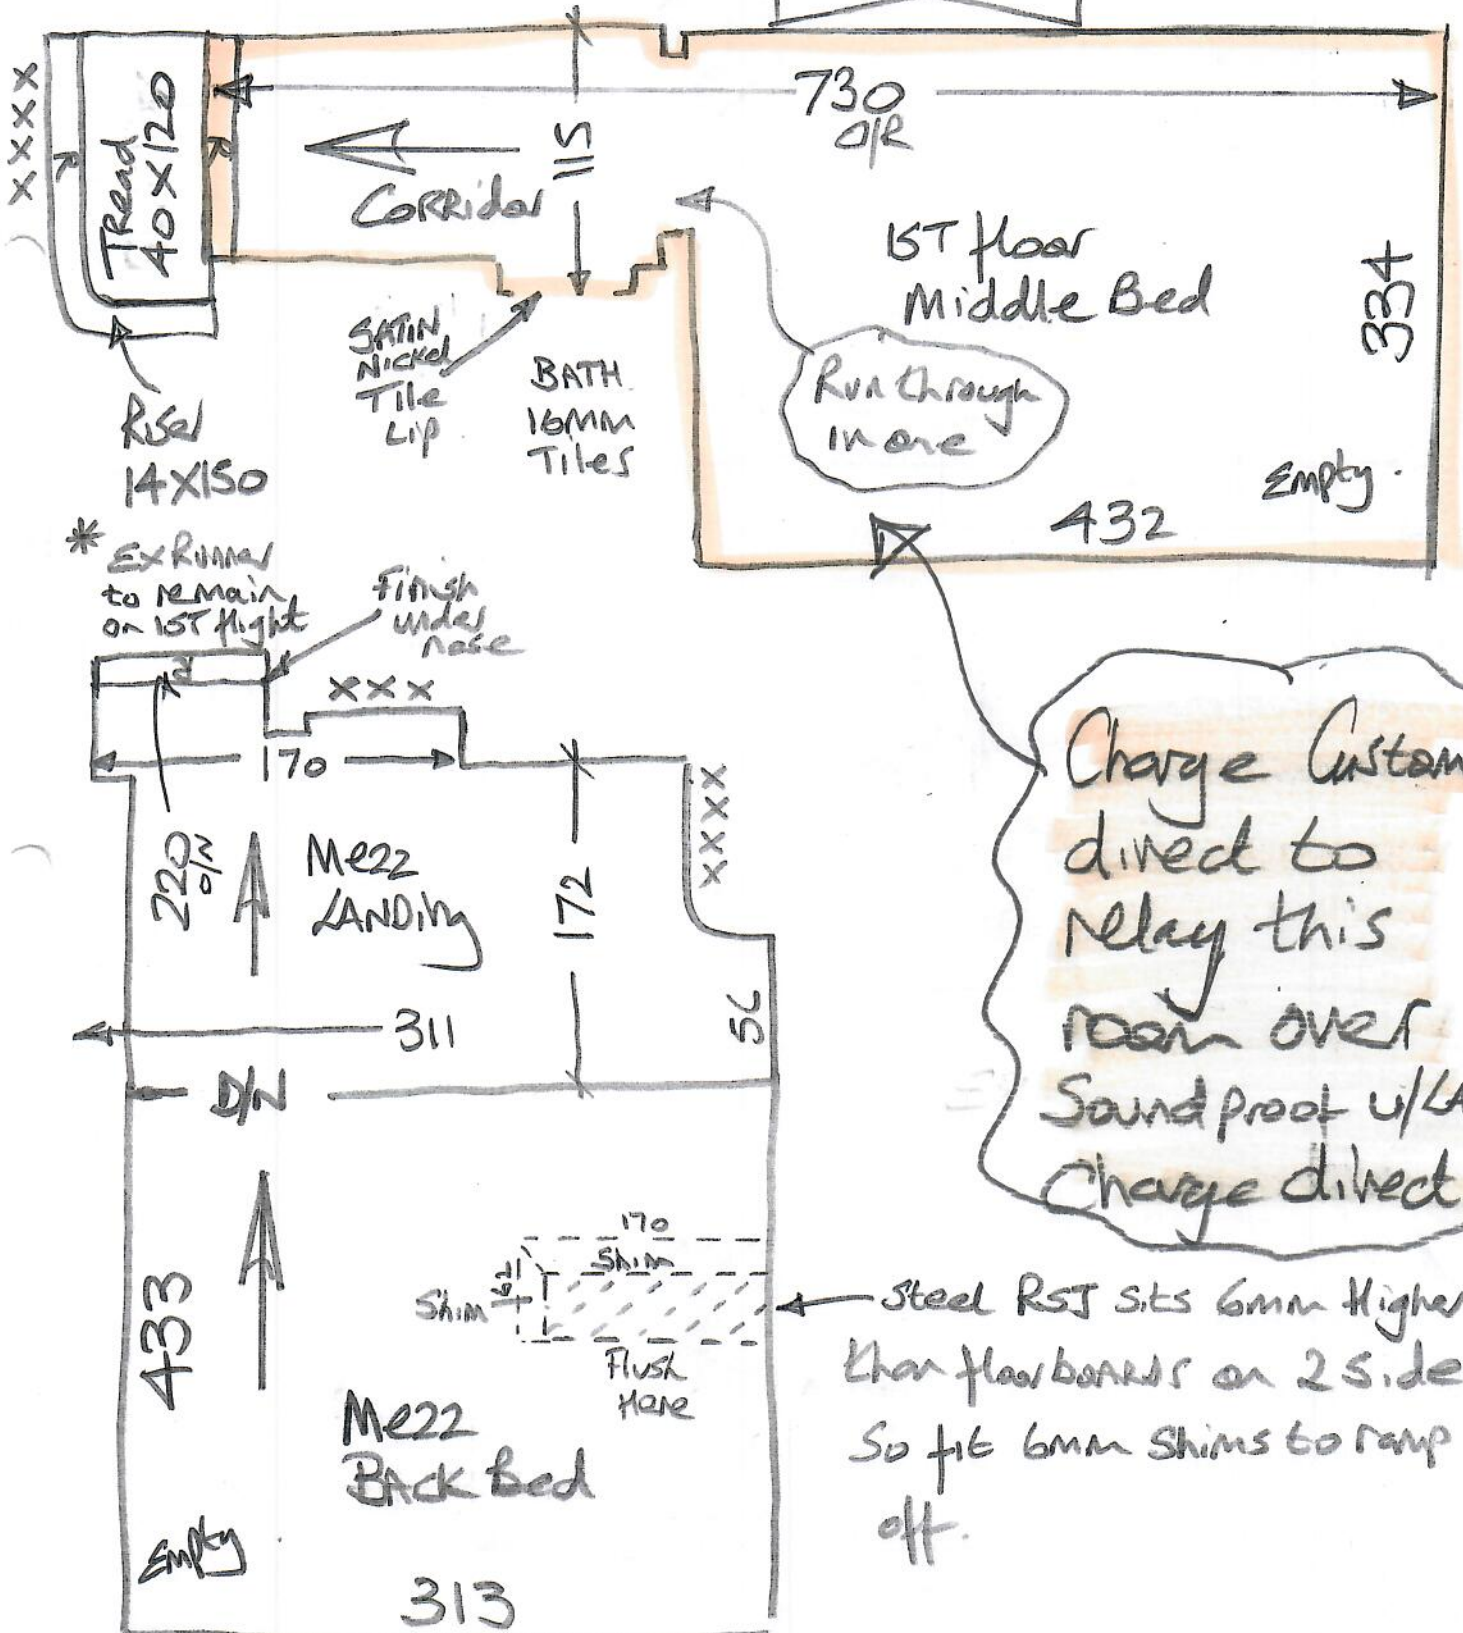 xxxx
Tread
40x120
730
O/R
115
Corridor
1ST floor
Middle Bed
334
SATIN
Nickel
Tile
Lip
BATH
16mm
Tiles
Run through
in one
Riser
14x150
Empty.
432
* Ex Runner
to remain
on 1ST flight
Finish
under
nose
xxx
170
220
O/N
Mezz
LANDing
172
xxxx
311
56
D/N
433
Charge Custom
direct to
relay this
room over
Soundproof u/LA
Charge direct
170
Shim
Shim
Flush
Here
Steel RSJ sits 6mm Higher
than floorboards on 2 side
So fit 6mm Shims to ramp
off.
Mezz
BACK Bed
Empty
313